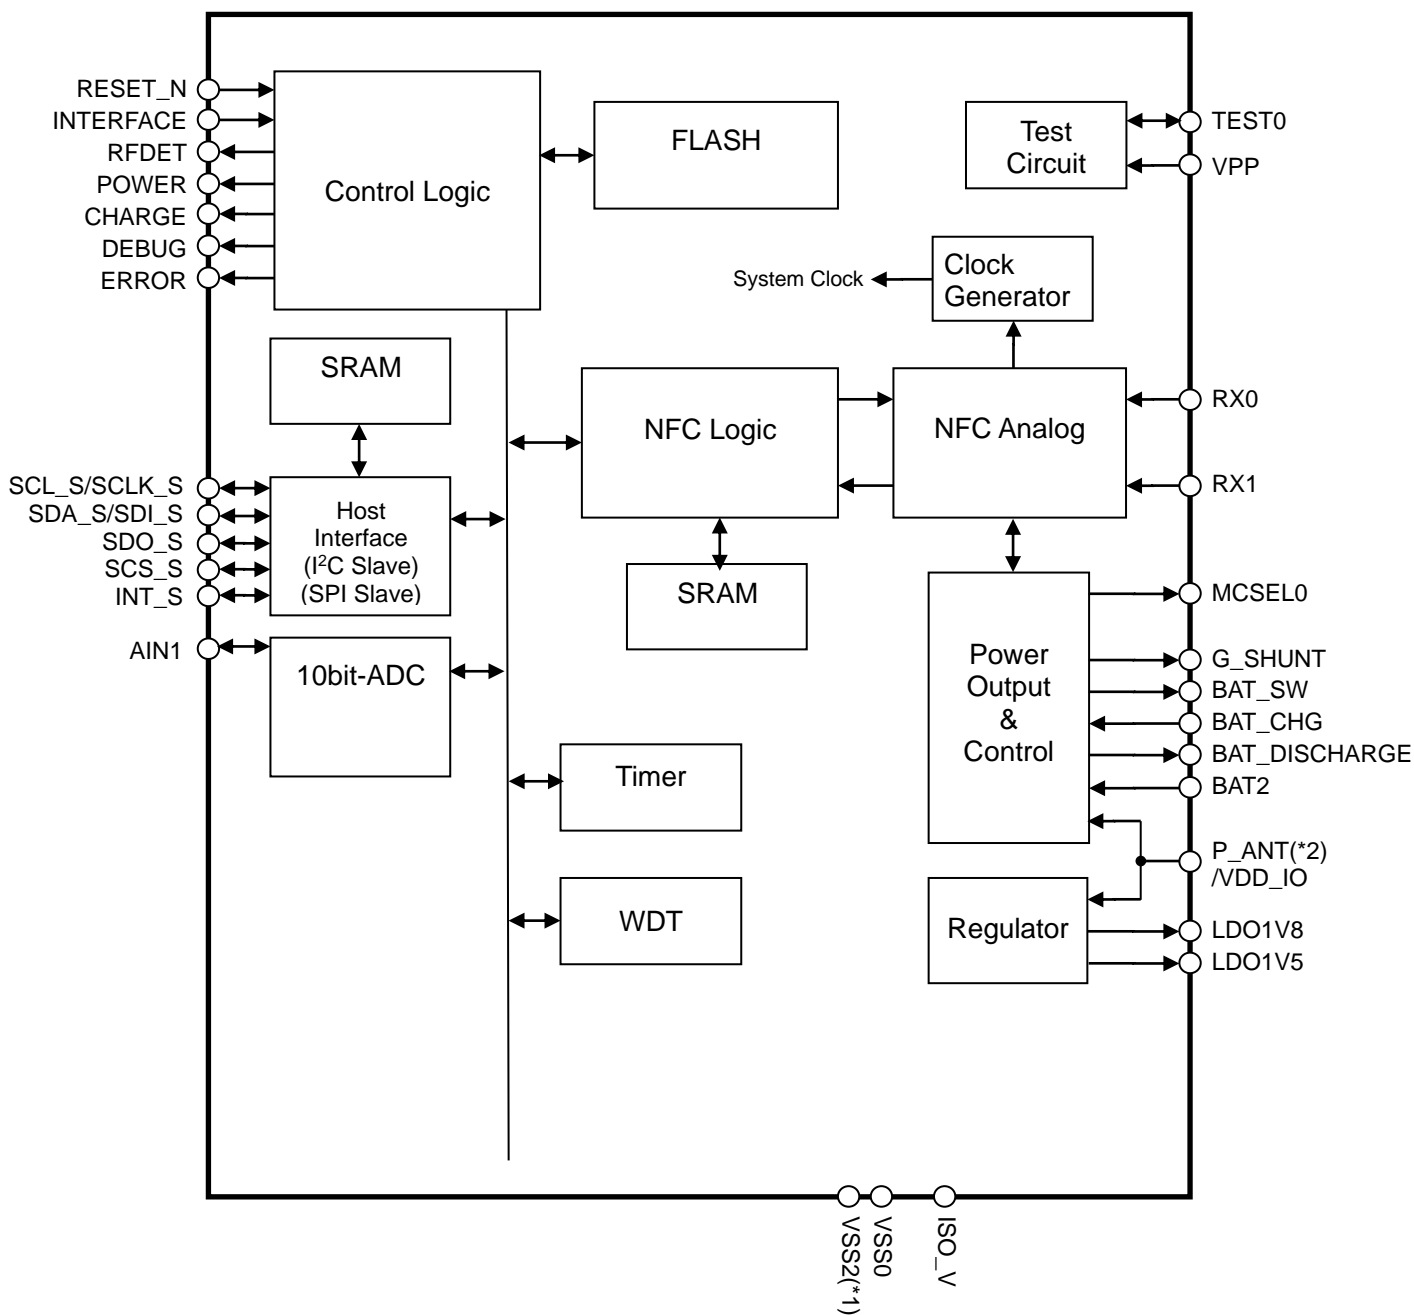 RESET_N
INTERFACE
RFDET
POWER
CHARGE
DEBUG
ERROR
Control Logic
FLASH
Test
Circuit
TEST0
VPP
System Clock
Clock
Generator
SRAM
NFC Logic
NFC Analog
RX0
RX1
SCL_S/SCLK_S
SDA_S/SDI_S
SDO_S
SCS_S
INT_S
Host
Interface
(I²C Slave)
(SPI Slave)
SRAM
AIN1
10bit-ADC
Power
Output
&
Control
MCSEL0
G_SHUNT
BAT_SW
BAT_CHG
BAT_DISCHARGE
BAT2
P_ANT(*2)
/VDD_IO
Timer
WDT
Regulator
LDO1V8
LDO1V5
VSS2(*1)
VSS0
ISO_V